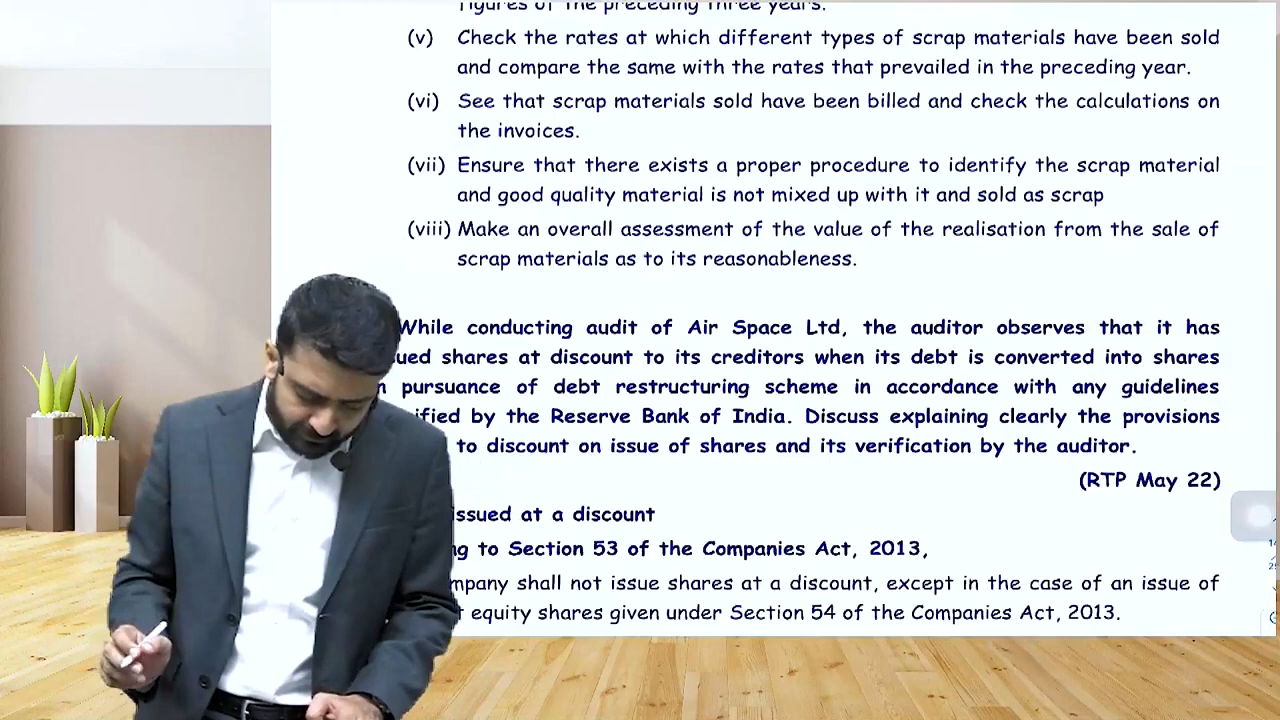 figures of the preceding three years.
(v) Check the rates at which different types of scrap materials have been sold
and compare the same with the rates that prevailed in the preceding year.
(vi) See that scrap materials sold have been billed and check the calculations on
the invoices.
(vii) Ensure that there exists a proper procedure to identify the scrap material
and good quality material is not mixed up with it and sold as scrap
(viii) Make an overall assessment of the value of the realisation from the sale of
scrap materials as to its reasonableness.
While conducting audit of Air Space Ltd, the auditor observes that it has
shares at discount to its creditors when its debt is converted into shares
pursuance of debt restructuring scheme in accordance with any guidelines
by the Reserve Bank of India. Discuss explaining clearly the provisions
to discount on issue of shares and its verification by the auditor.
(RTP May 22)
issued at a discount
to Section 53 of the Companies Act, 2013,
shall not issue shares at a discount, except in the case of an issue of
equity shares given under Section 54 of the Companies Act, 2013.